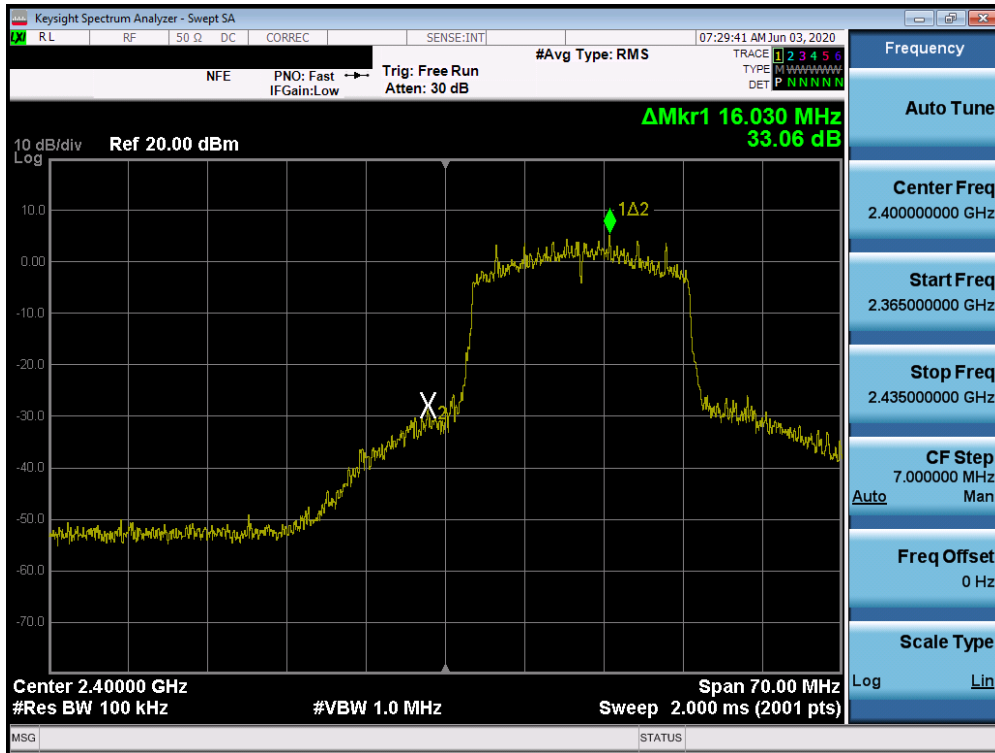 Keysight Spectrum Analyzer - Swept SA
LXI RL RF 50 Ω DC CORREC SENSE:INT 07:29:41 AM Jun 03, 2020
NFE PNO: Fast Trig: Free Run #Avg Type: RMS TRACE 1 2 3 4 5 6
IFGain:Low Atten: 30 dB TYPE M WWWWW
DET P N N N N N
ΔMkr1 16.030 MHz
33.06 dB
10 dB/div Ref 20.00 dBm
Log
1Δ2
10.0
0.00
-10.0
-20.0
-30.0
X2
-40.0
-50.0
-60.0
-70.0
Center 2.40000 GHz Span 70.00 MHz
#Res BW 100 kHz #VBW 1.0 MHz Sweep 2.000 ms (2001 pts)
MSG STATUS
Frequency
Auto Tune
Center Freq
2.400000000 GHz
Start Freq
2.365000000 GHz
Stop Freq
2.435000000 GHz
CF Step
7.000000 MHz
Auto Man
Freq Offset
0 Hz
Scale Type
Log Lin